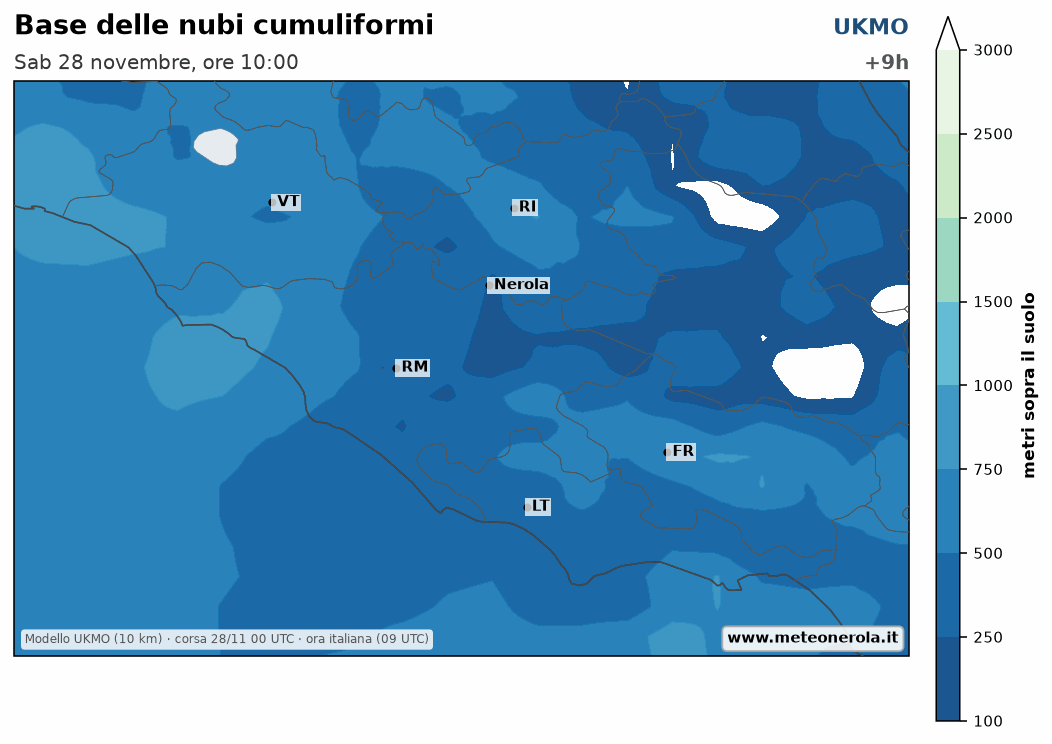 Base delle nubi cumuliformi
UKMO
Sab 28 novembre, ore 10:00
+9h
3000
2500
2000
1500
1000
750
500
250
100
metri sopra il suolo
VT
RI
Nerola
RM
FR
LT
Modello UKMO (10 km) · corsa 28/11 00 UTC · ora italiana (09 UTC)
www.meteonerola.it